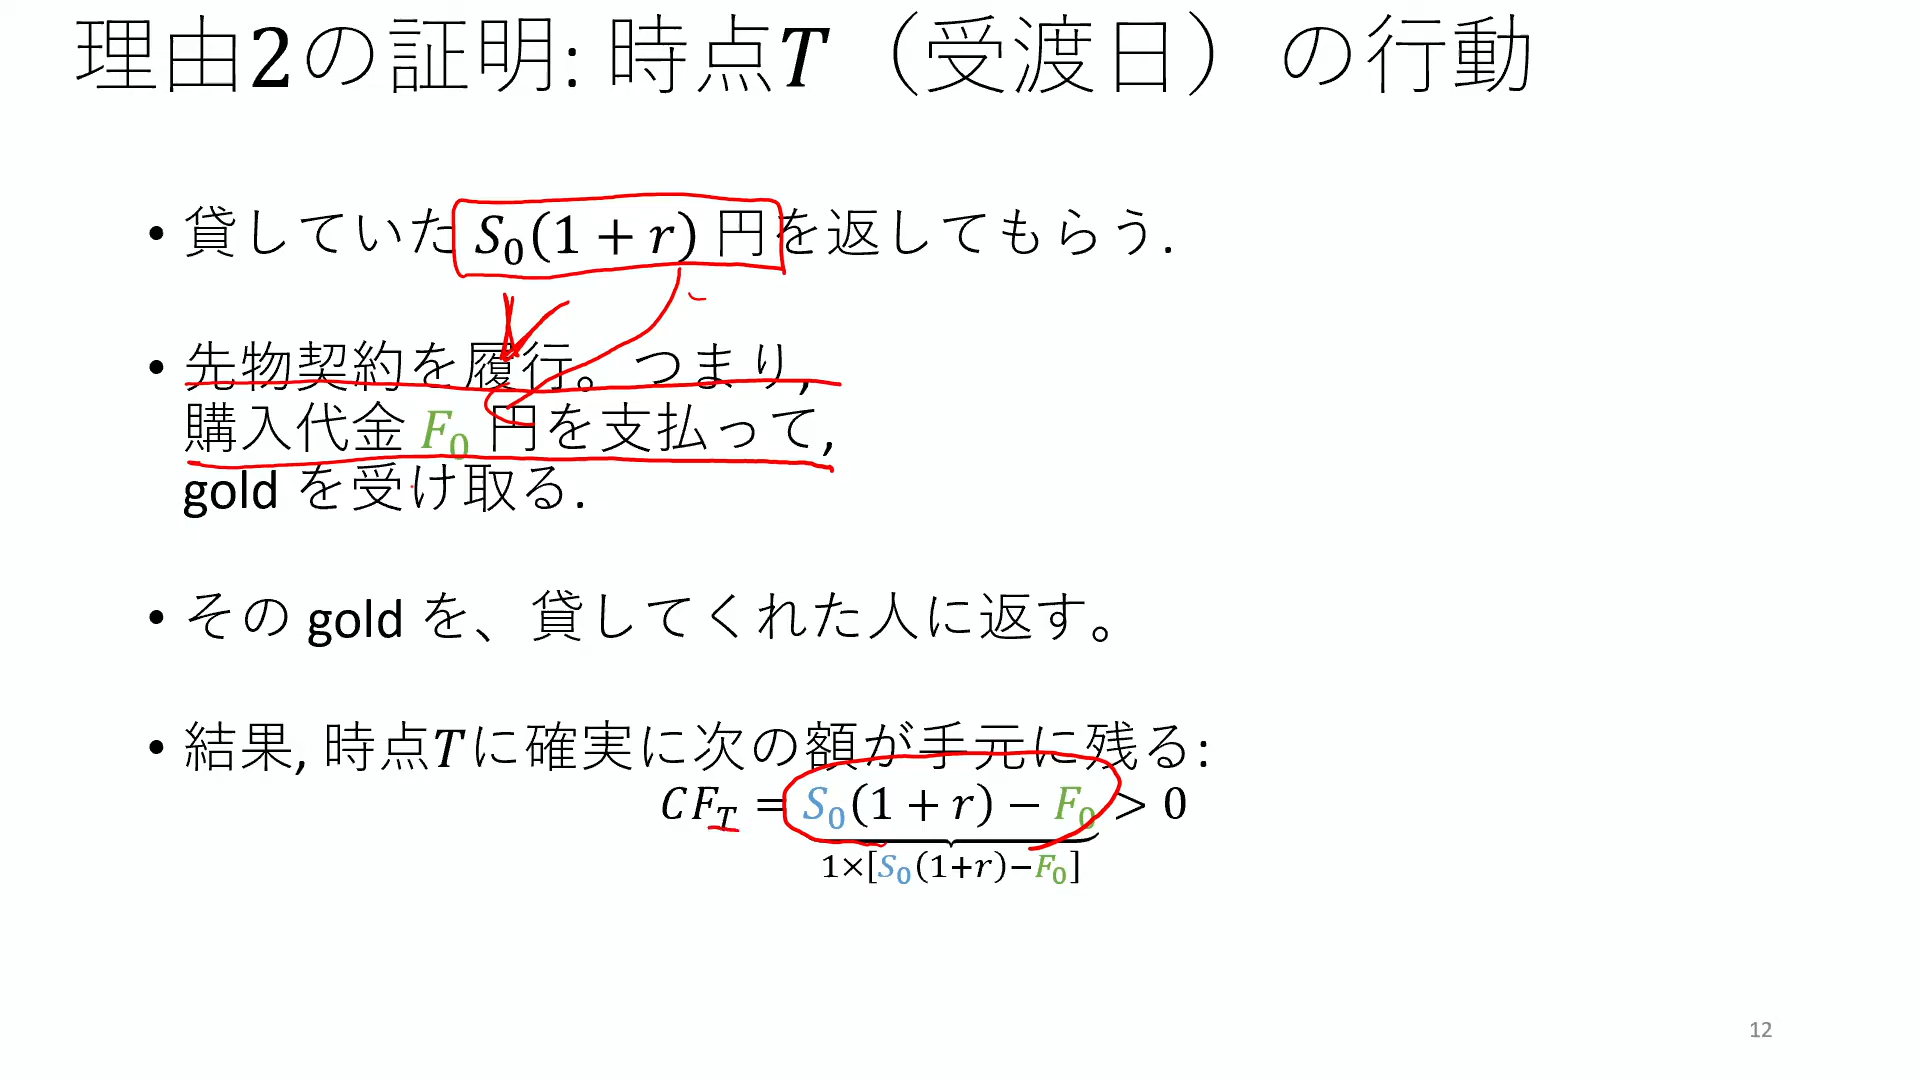 理由2の証明: 時点T（受渡日）の行動
• 貸していた S₀(1 + r) 円を返してもらう.
• 先物契約を履行。つまり,
購入代金 F₀ 円を支払って,
gold を受け取る.
• その gold を、貸してくれた人に返す。
• 結果, 時点Tに確実に次の額が手元に残る:
CF_T = S₀(1 + r) − F₀ > 0
1×[S₀(1+r)−F₀]
12